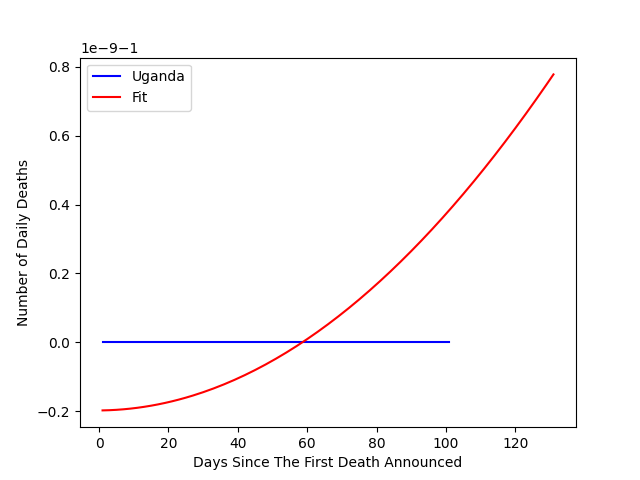 1e−9−1
Uganda
Fit
Number of Daily Deaths
0.8
0.6
0.4
0.2
0.0
−0.2
0 20 40 60 80 100 120
Days Since The First Death Announced